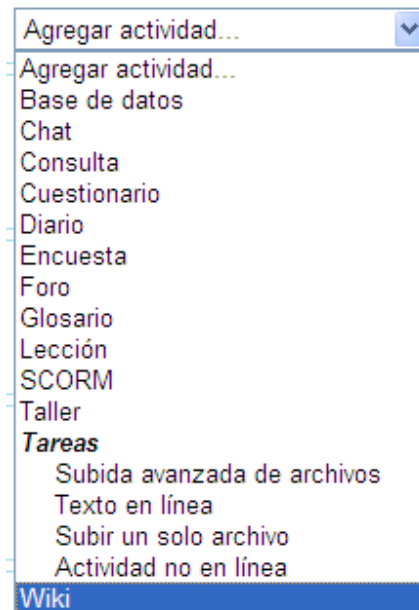 Agregar actividad...
Agregar actividad...
Base de datos
Chat
Consulta
Cuestionario
Diario
Encuesta
Foro
Glosario
Lección
SCORM
Taller
Tareas
Subida avanzada de archivos
Texto en línea
Subir un solo archivo
Actividad no en línea
Wiki